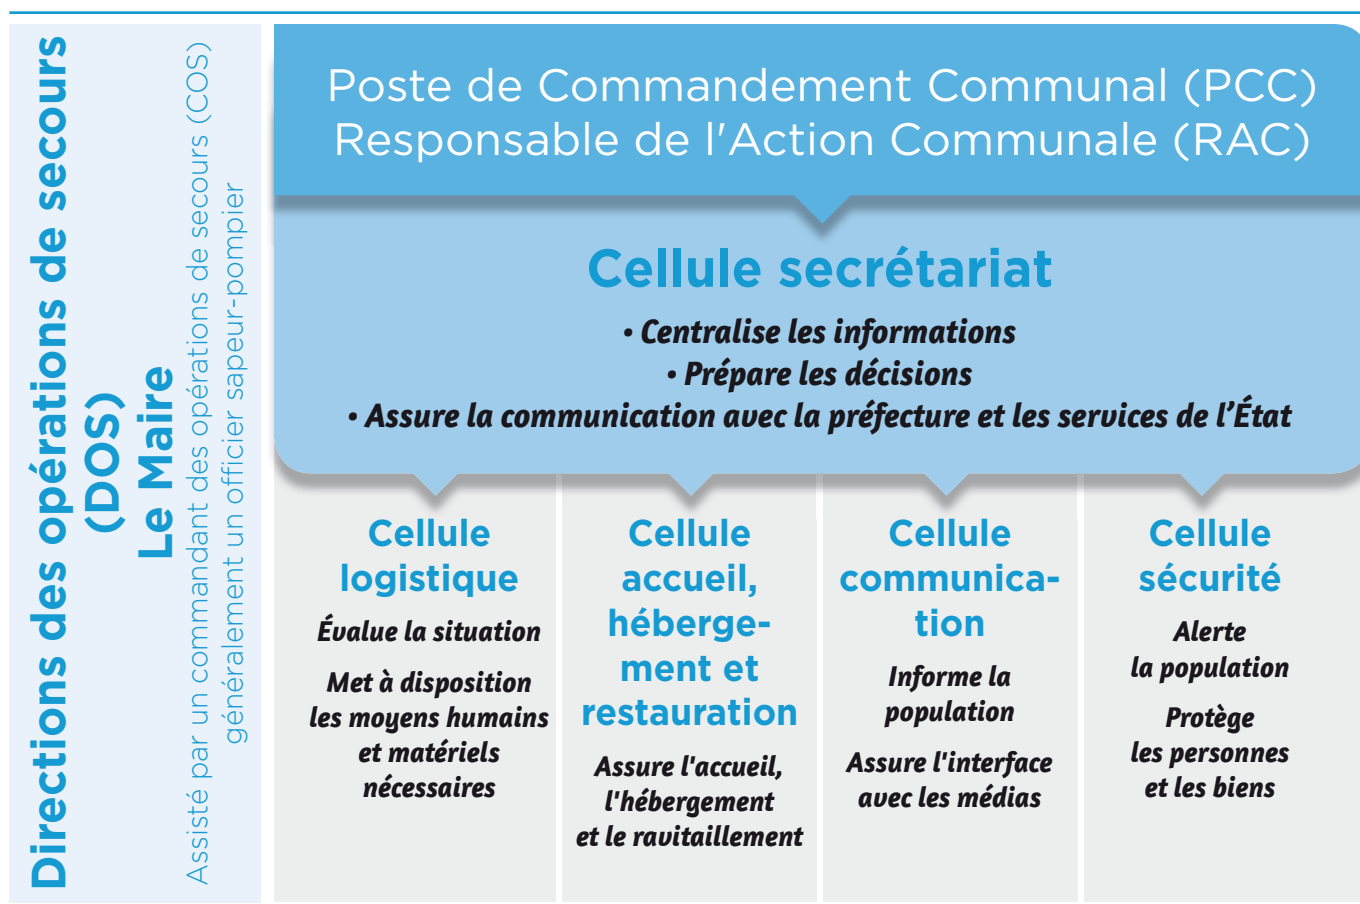 Directions des opérations de secours
(DOS)
Le Maire
Assisté par un commandant des opérations de secours (COS)
généralement un officier sapeur-pompier
Poste de Commandement Communal (PCC)
Responsable de l'Action Communale (RAC)
Cellule secrétariat
• Centralise les informations
• Prépare les décisions
• Assure la communication avec la préfecture et les services de l’État
Cellule
logistique
Évalue la situation
Met à disposition
les moyens humains
et matériels
nécessaires
Cellule
accueil,
héberge-
ment et
restauration
Assure l'accueil,
l'hébergement
et le ravitaillement
Cellule
communica-
tion
Informe la
population
Assure l'interface
avec les médias
Cellule
sécurité
Alerte
la population
Protège
les personnes
et les biens